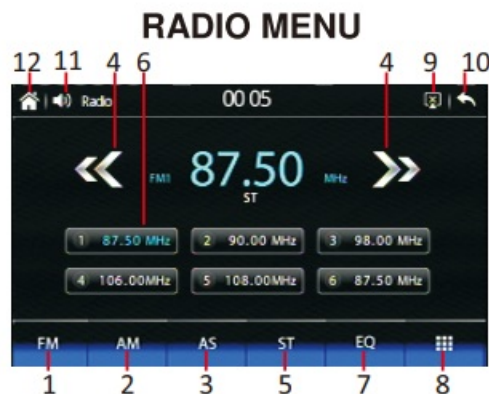 RADIO MENU
12 11 4 6 4 9 10
Radio 00 05
FM1 87.50 MHz
ST
1 87.50 MHz 2 90.00 MHz 3 98.00 MHz
4 106.00MHz 5 108.00MHz 6 87.50 MHz
FM AM AS ST EQ
1 2 3 5 7 8